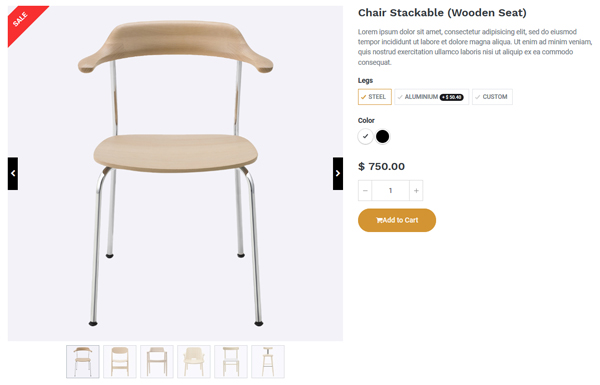 SALE
Chair Stackable (Wooden Seat)
Lorem ipsum dolor sit amet, consectetur adipisicing elit, sed do eiusmod
tempor incididunt ut labore et dolore magna aliqua. Ut enim ad minim veniam,
quis nostrud exercitation ullamco laboris nisi ut aliquip ex ea commodo
consequat.
Legs
STEEL ALUMINIUM + $ 50.40 CUSTOM
Color
$ 750.00
- 1 +
Add to Cart